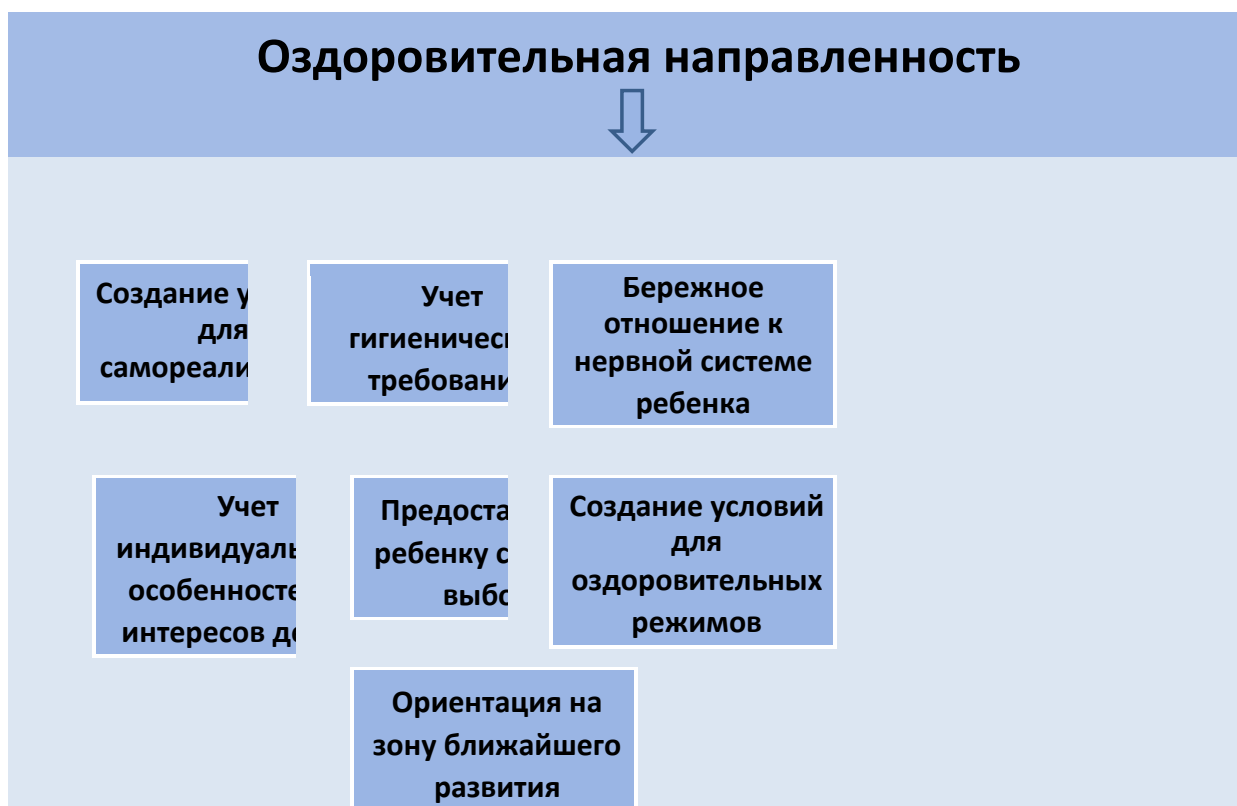 Оздоровительная направленность
Создание у
для
самореали
Учет
гигиеничес
требовани
Бережное
отношение к
нервной системе
ребенка
Учет
индивидуаль
особенносте
интересов д
Предоста
ребенку с
выбо
Создание условий
для
оздоровительных
режимов
Ориентация на
зону ближайшего
развития